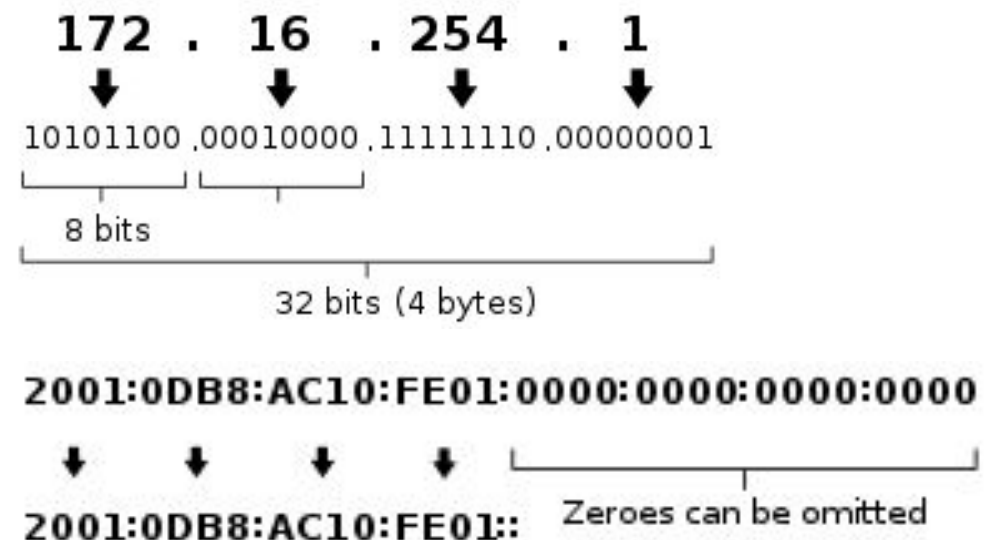 172 . 16 . 254 . 1
10101100 .00010000 .11111110 .00000001
8 bits
32 bits (4 bytes)
2001:0DB8:AC10:FE01:0000:0000:0000:0000
2001:0DB8:AC10:FE01:: Zeroes can be omitted